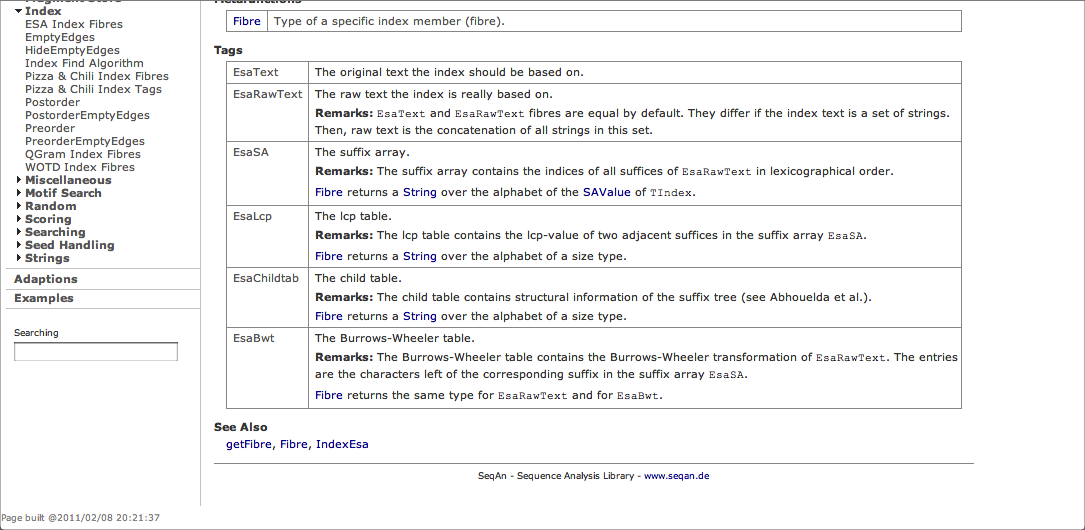 Index
ESA Index Fibres
EmptyEdges
HideEmptyEdges
Index Find Algorithm
Pizza & Chili Index Fibres
Pizza & Chili Index Tags
Postorder
PostorderEmptyEdges
Preorder
PreorderEmptyEdges
QGram Index Fibres
WOTD Index Fibres
Miscellaneous
Motif Search
Random
Scoring
Searching
Seed Handling
Strings
Adaptions
Examples
Searching
Fibre Type of a specific index member (fibre).
Tags
EsaText The original text the index should be based on.
EsaRawText The raw text the index is really based on.
Remarks: EsaText and EsaRawText fibres are equal by default. They differ if the index text is a set of strings.
Then, raw text is the concatenation of all strings in this set.
EsaSA The suffix array.
Remarks: The suffix array contains the indices of all suffices of EsaRawText in lexicographical order.
Fibre returns a String over the alphabet of the SAValue of TIndex.
EsaLcp The lcp table.
Remarks: The lcp table contains the lcp-value of two adjacent suffices in the suffix array EsaSA.
Fibre returns a String over the alphabet of a size type.
EsaChildtab The child table.
Remarks: The child table contains structural information of the suffix tree (see Abhouelda et al.).
Fibre returns a String over the alphabet of a size type.
EsaBwt The Burrows-Wheeler table.
Remarks: The Burrows-Wheeler table contains the Burrows-Wheeler transformation of EsaRawText. The entries
are the characters left of the corresponding suffix in the suffix array EsaSA.
Fibre returns the same type for EsaRawText and for EsaBwt.
See Also
getFibre, Fibre, IndexEsa
SeqAn - Sequence Analysis Library - www.seqan.de
Page built @2011/02/08 20:21:37